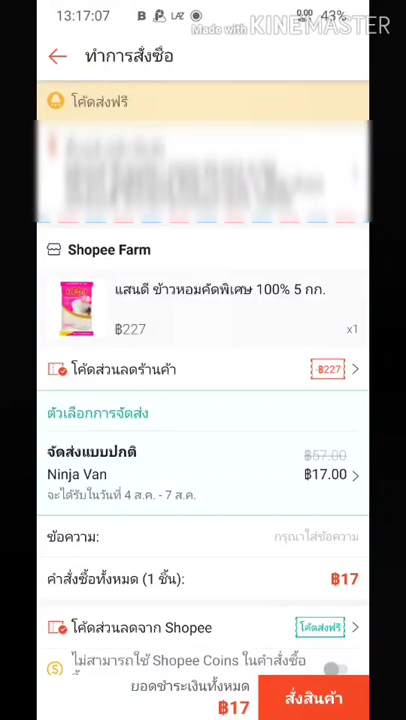 13:17:07 B LAZ 0.00 43%
Made with KINEMASTER
ทำการสั่งซื้อ
โค้ดส่งฟรี
Shopee Farm
แสนดี ข้าวหอมคัดพิเศษ 100% 5 กก.
฿227
x1
โค้ดส่วนลดร้านค้า
-฿227
ตัวเลือกการจัดส่ง
จัดส่งแบบปกติ
฿57.00
Ninja Van
฿17.00
จะได้รับในวันที่ 4 ส.ค. - 7 ส.ค.
ข้อความ:
กรุณาใส่ข้อความ
คำสั่งซื้อทั้งหมด (1 ชิ้น):
฿17
โค้ดส่วนลดจาก Shopee
โค้ดส่งฟรี
ไม่สามารถใช้ Shopee Coins ในคำสั่งซื้อ
ยอดชำระเงินทั้งหมด
฿17
สั่งสินค้า